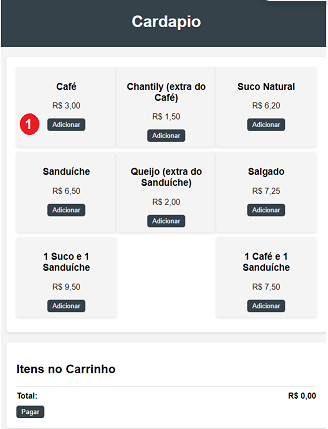 Cardapio
Café
R$ 3,00
Adicionar
1
Chantily (extra do
Café)
R$ 1,50
Adicionar
Suco Natural
R$ 6,20
Adicionar
Sanduíche
R$ 6,50
Adicionar
Queijo (extra do
Sanduíche)
R$ 2,00
Adicionar
Salgado
R$ 7,25
Adicionar
1 Suco e 1
Sanduíche
R$ 9,50
Adicionar
1 Café e 1
Sanduíche
R$ 7,50
Adicionar
Itens no Carrinho
Total: R$ 0,00
Pagar